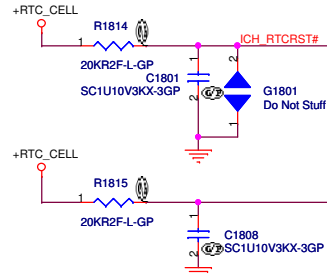 +RTC_CELL
R1814
ICH_RTCRST#
1
2
20KR2F-L-GP
1
2
C1801
SC1U10V3KX-3GP
2
1
G1801
Do Not Stuff
+RTC_CELL
R1815
1
2
20KR2F-L-GP
1
2
C1808
SC1U10V3KX-3GP